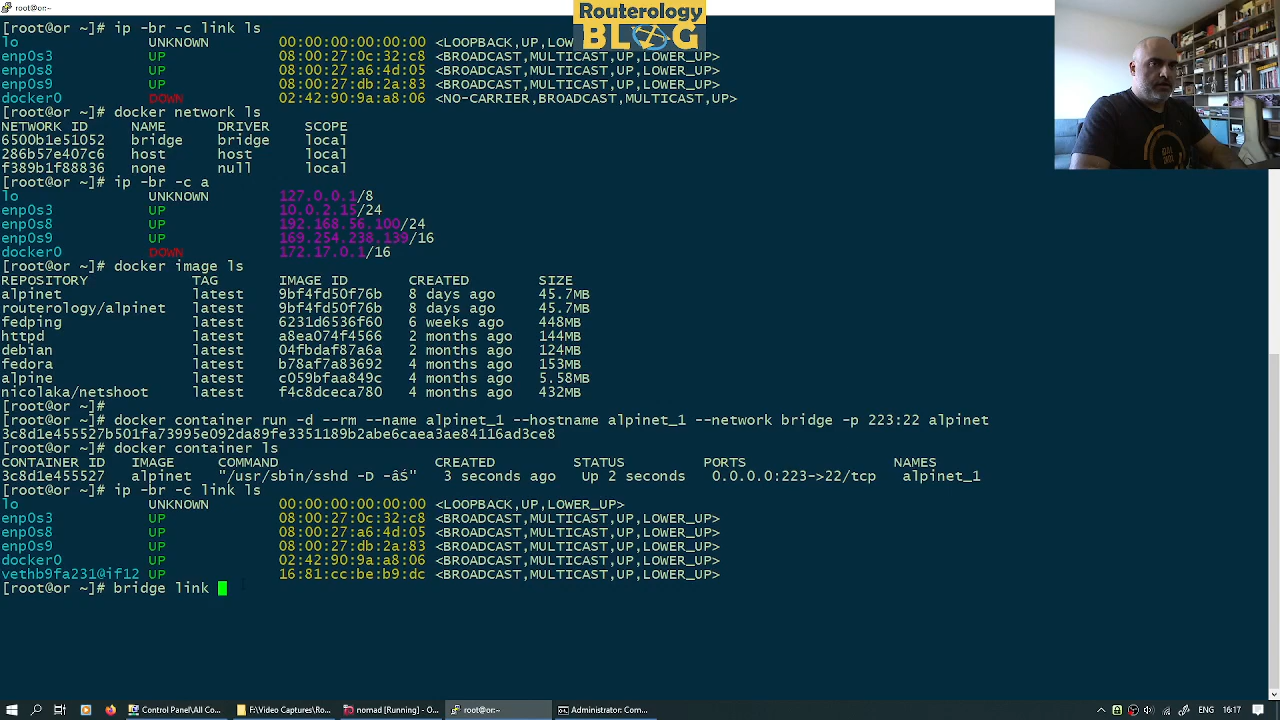 root@or:~
Routerology
BLOG
[root@or ~]# ip -br -c link ls
lo UNKNOWN 00:00:00:00:00:00 <LOOPBACK,UP,LOW
enp0s3 UP 08:00:27:0c:32:c8 <BROADCAST,MULTICAST,UP,LOWER_UP>
enp0s8 UP 08:00:27:a6:4d:05 <BROADCAST,MULTICAST,UP,LOWER_UP>
enp0s9 UP 08:00:27:db:2a:83 <BROADCAST,MULTICAST,UP,LOWER_UP>
docker0 DOWN 02:42:90:9a:a8:06 <NO-CARRIER,BROADCAST,MULTICAST,UP>
[root@or ~]# docker network ls
NETWORK ID NAME DRIVER SCOPE
6500b1e51052 bridge bridge local
286b57e407c6 host host local
f389b1f88836 none null local
[root@or ~]# ip -br -c a
lo UNKNOWN 127.0.0.1/8
enp0s3 UP 10.0.2.15/24
enp0s8 UP 192.168.56.100/24
enp0s9 UP 169.254.238.139/16
docker0 DOWN 172.17.0.1/16
[root@or ~]# docker image ls
REPOSITORY TAG IMAGE ID CREATED SIZE
alpinet latest 9bf4fd50f76b 8 days ago 45.7MB
routerology/alpinet latest 9bf4fd50f76b 8 days ago 45.7MB
fedping latest 6231d6536f60 6 weeks ago 448MB
httpd latest a8ea074f4566 2 months ago 144MB
debian latest 04fbdaf87a6a 2 months ago 124MB
fedora latest b78af7a83692 4 months ago 153MB
alpine latest c059bfaa849c 4 months ago 5.58MB
nicolaka/netshoot latest f4c8dceca780 4 months ago 432MB
[root@or ~]#
[root@or ~]# docker container run -d --rm --name alpinet_1 --hostname alpinet_1 --network bridge -p 223:22 alpinet
3c8d1e455527b501fa73995e092da89fe3351189b2abe6caea3ae84116ad3ce8
[root@or ~]# docker container ls
CONTAINER ID IMAGE COMMAND CREATED STATUS PORTS NAMES
3c8d1e455527 alpinet "/usr/sbin/sshd -D -âŚ" 3 seconds ago Up 2 seconds 0.0.0.0:223->22/tcp alpinet_1
[root@or ~]# ip -br -c link ls
lo UNKNOWN 00:00:00:00:00:00 <LOOPBACK,UP,LOWER_UP>
enp0s3 UP 08:00:27:0c:32:c8 <BROADCAST,MULTICAST,UP,LOWER_UP>
enp0s8 UP 08:00:27:a6:4d:05 <BROADCAST,MULTICAST,UP,LOWER_UP>
enp0s9 UP 08:00:27:db:2a:83 <BROADCAST,MULTICAST,UP,LOWER_UP>
docker0 UP 02:42:90:9a:a8:06 <BROADCAST,MULTICAST,UP,LOWER_UP>
vethb9fa231@if12 UP 16:81:cc:be:b9:dc <BROADCAST,MULTICAST,UP,LOWER_UP>
[root@or ~]# bridge link
Control Panel\All Co... F:\Video Captures\Ro... nomad [Running] - O... root@or:~ Administrator: Com... 16:17